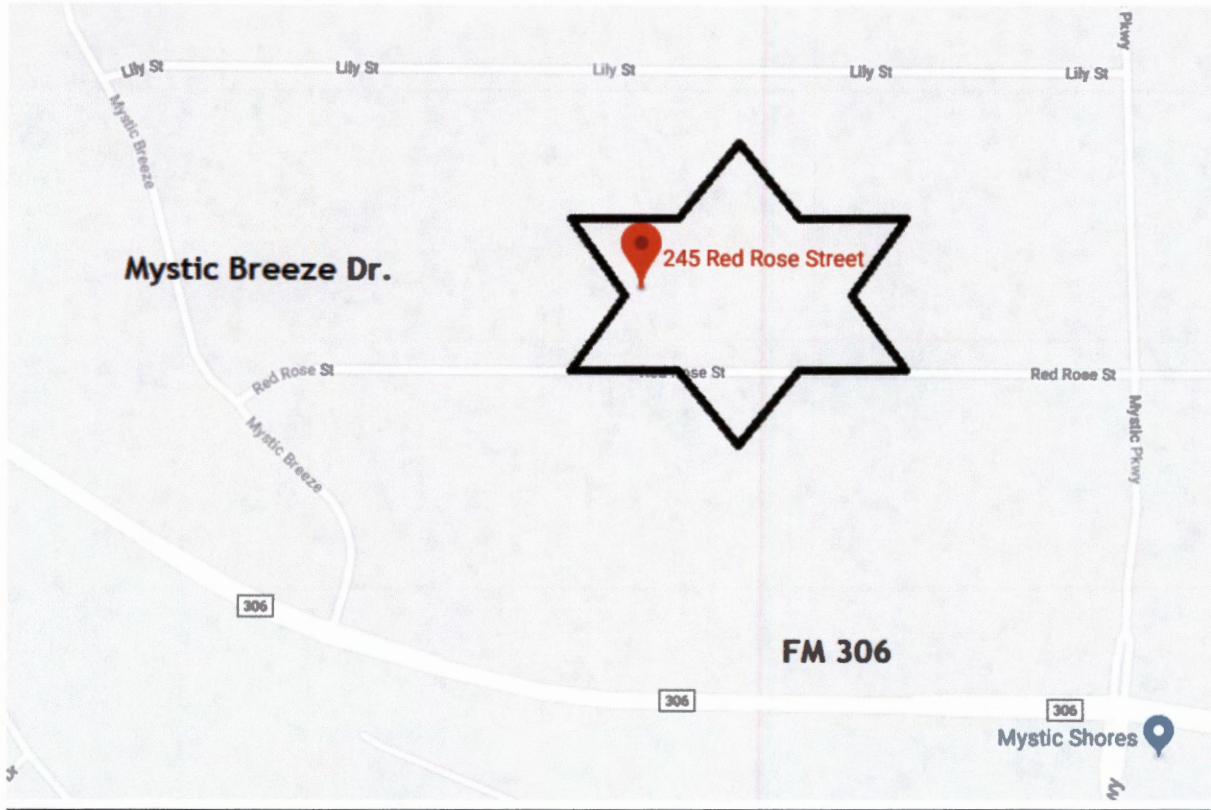 Pkwy
Lily St
Lily St
Lily St
Lily St
Lily St
Mystic Breeze
245 Red Rose Street
Mystic Breeze Dr.
Red Rose St
Red Rose St
Mystic Breeze
Mystic Pkwy
306
FM 306
306
306
Mystic Shores
My